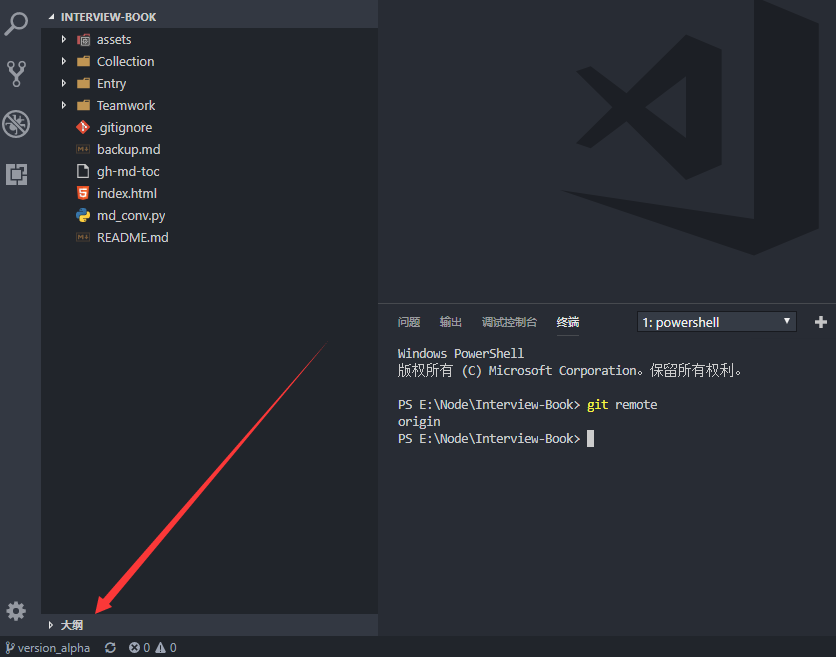 INTERVIEW-BOOK
assets
Collection
Entry
Teamwork
.gitignore
M↓ backup.md
gh-md-toc
5 index.html
md_conv.py
M↓ README.md
大纲
问题 输出 调试控制台 终端 1: powershell
Windows PowerShell
版权所有 (C) Microsoft Corporation。保留所有权利。
PS E:\Node\Interview-Book> git remote
origin
PS E:\Node\Interview-Book>
version_alpha 0 0